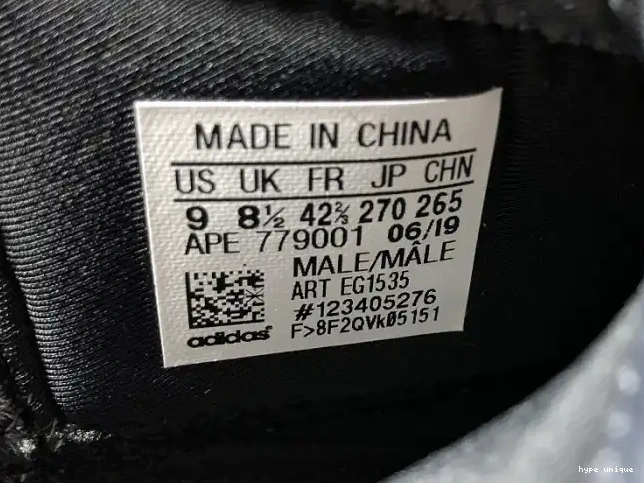 MADE IN CHINA
US UK FR JP CHN
9 8½ 42⅔ 270 265
APE 779001 06/19
MALE/MÂLE
ART EG1535
#123405276
F>8F2QVk05151
adidas
hype unique